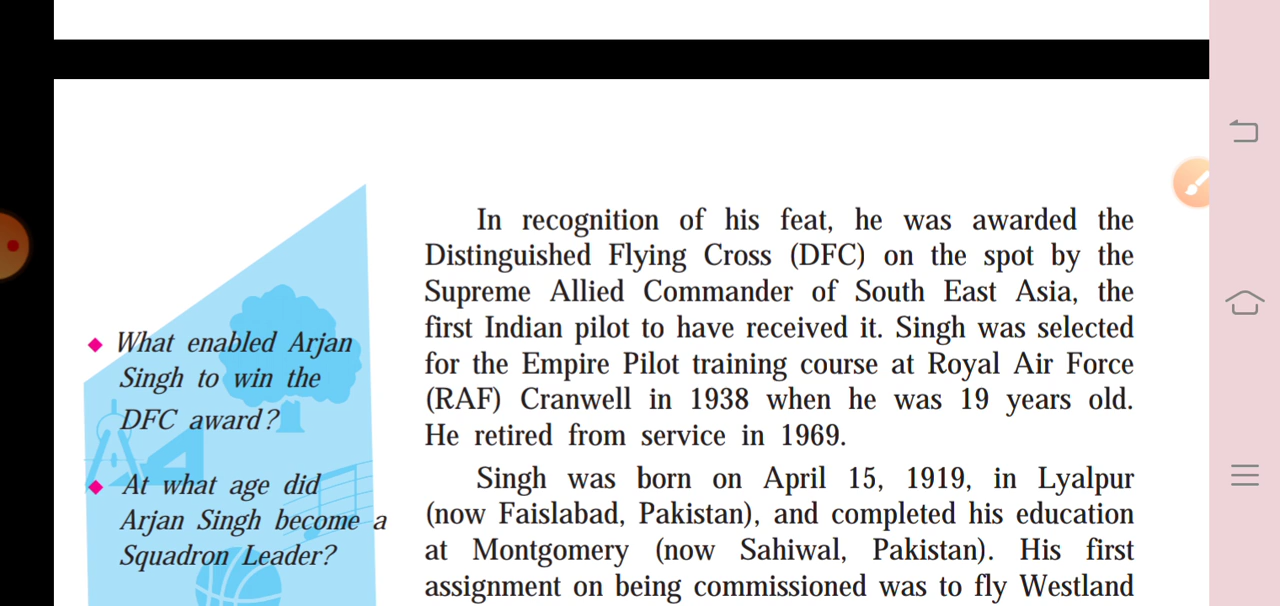 In recognition of his feat, he was awarded the
Distinguished Flying Cross (DFC) on the spot by the
Supreme Allied Commander of South East Asia, the
first Indian pilot to have received it. Singh was selected
for the Empire Pilot training course at Royal Air Force
(RAF) Cranwell in 1938 when he was 19 years old.
He retired from service in 1969.
Singh was born on April 15, 1919, in Lyalpur
(now Faislabad, Pakistan), and completed his education
at Montgomery (now Sahiwal, Pakistan). His first
assignment on being commissioned was to fly Westland
◆ What enabled Arjan
Singh to win the
DFC award?
◆ At what age did
Arjan Singh become a
Squadron Leader?